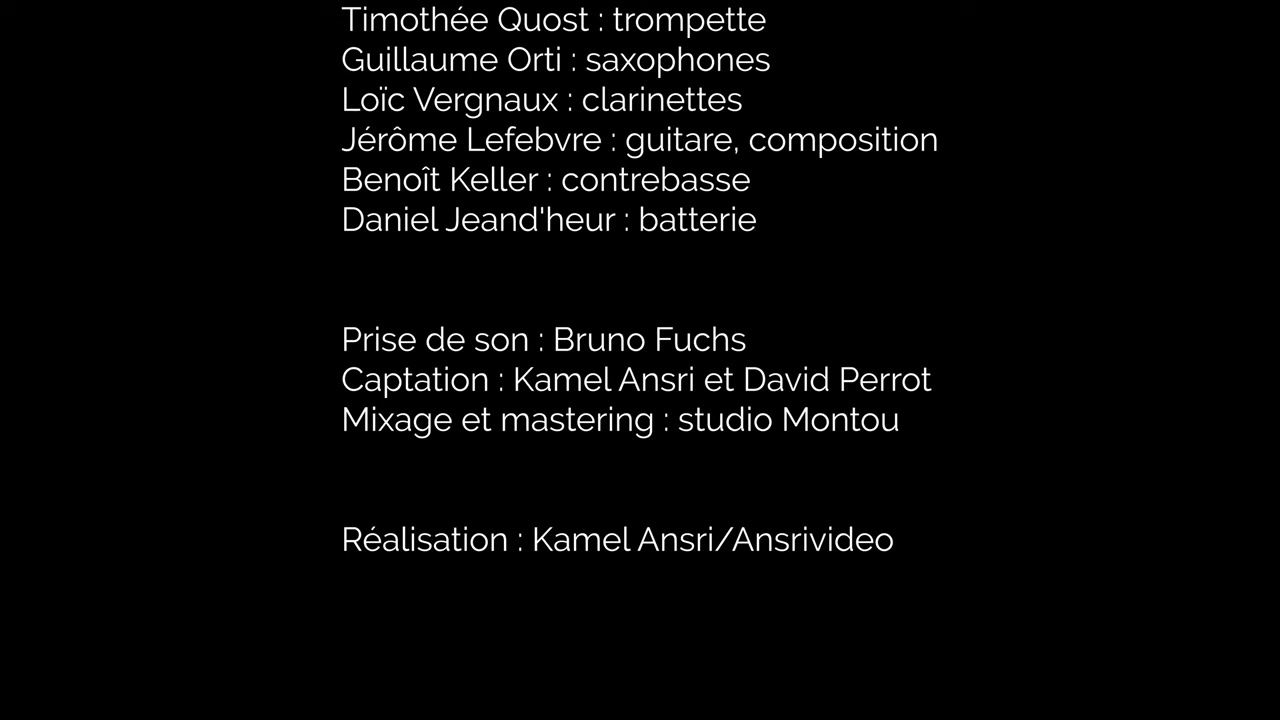 Timothée Quost : trompette
Guillaume Orti : saxophones
Loïc Vergnaux : clarinettes
Jérôme Lefebvre : guitare, composition
Benoît Keller : contrebasse
Daniel Jeand'heur : batterie
Prise de son : Bruno Fuchs
Captation : Kamel Ansri et David Perrot
Mixage et mastering : studio Montou
Réalisation : Kamel Ansri/Ansrivideo